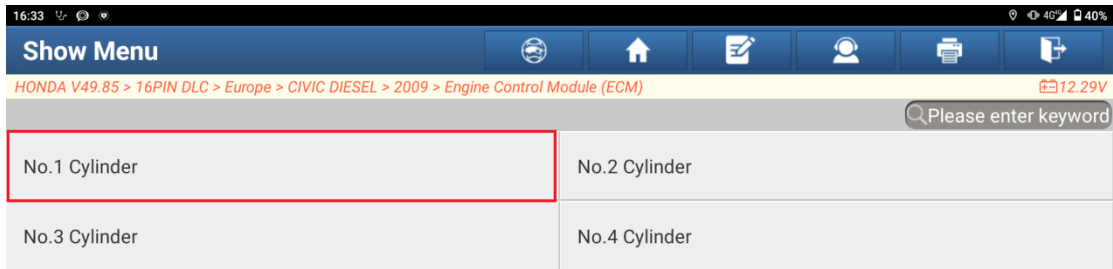 16:33 4G 40%
Show Menu
HONDA V49.85 > 16PIN DLC > Europe > CIVIC DIESEL > 2009 > Engine Control Module (ECM) 12.29V
Please enter keyword
No.1 Cylinder No.2 Cylinder
No.3 Cylinder No.4 Cylinder